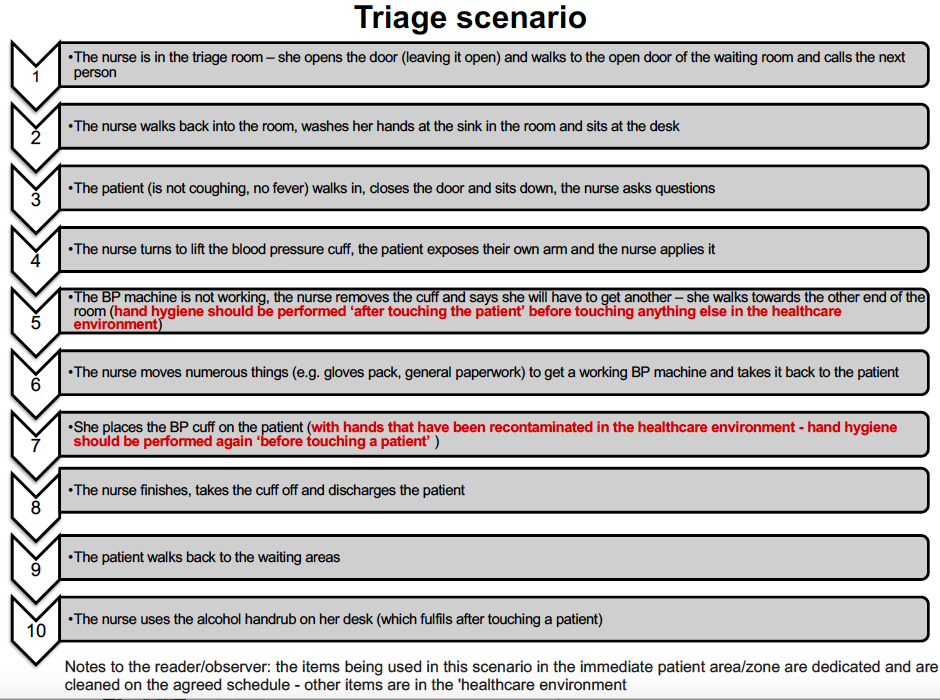 Triage scenario
1
•The nurse is in the triage room – she opens the door (leaving it open) and walks to the open door of the waiting room and calls the next
person
2
•The nurse walks back into the room, washes her hands at the sink in the room and sits at the desk
3
•The patient (is not coughing, no fever) walks in, closes the door and sits down, the nurse asks questions
4
•The nurse turns to lift the blood pressure cuff, the patient exposes their own arm and the nurse applies it
5
•The BP machine is not working, the nurse removes the cuff and says she will have to get another – she walks towards the other end of the
room (hand hygiene should be performed ‘after touching the patient’ before touching anything else in the healthcare
environment)
6
•The nurse moves numerous things (e.g. gloves pack, general paperwork) to get a working BP machine and takes it back to the patient
7
•She places the BP cuff on the patient (with hands that have been recontaminated in the healthcare environment - hand hygiene
should be performed again ‘before touching a patient’ )
8
•The nurse finishes, takes the cuff off and discharges the patient
9
•The patient walks back to the waiting areas
10
•The nurse uses the alcohol handrub on her desk (which fulfils after touching a patient)
Notes to the reader/observer: the items being used in this scenario in the immediate patient area/zone are dedicated and are
cleaned on the agreed schedule - other items are in the 'healthcare environment